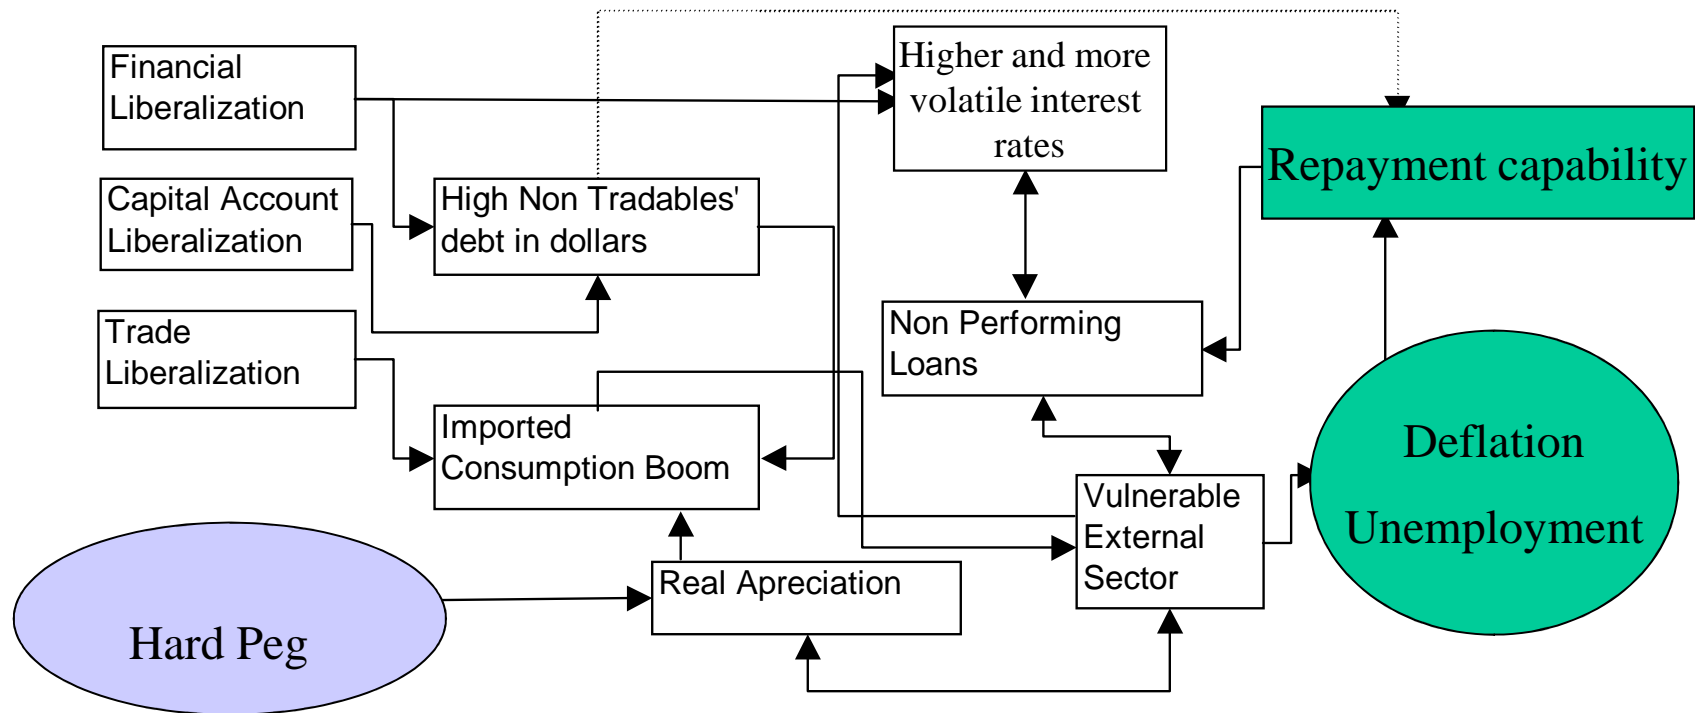 Financial
Liberalization
Higher and more
volatile interest
rates
Repayment capability
Capital Account
Liberalization
High Non Tradables'
debt in dollars
Trade
Liberalization
Non Performing
Loans
Imported
Consumption Boom
Deflation
Unemployment
Vulnerable
External
Sector
Real Apreciation
Hard Peg